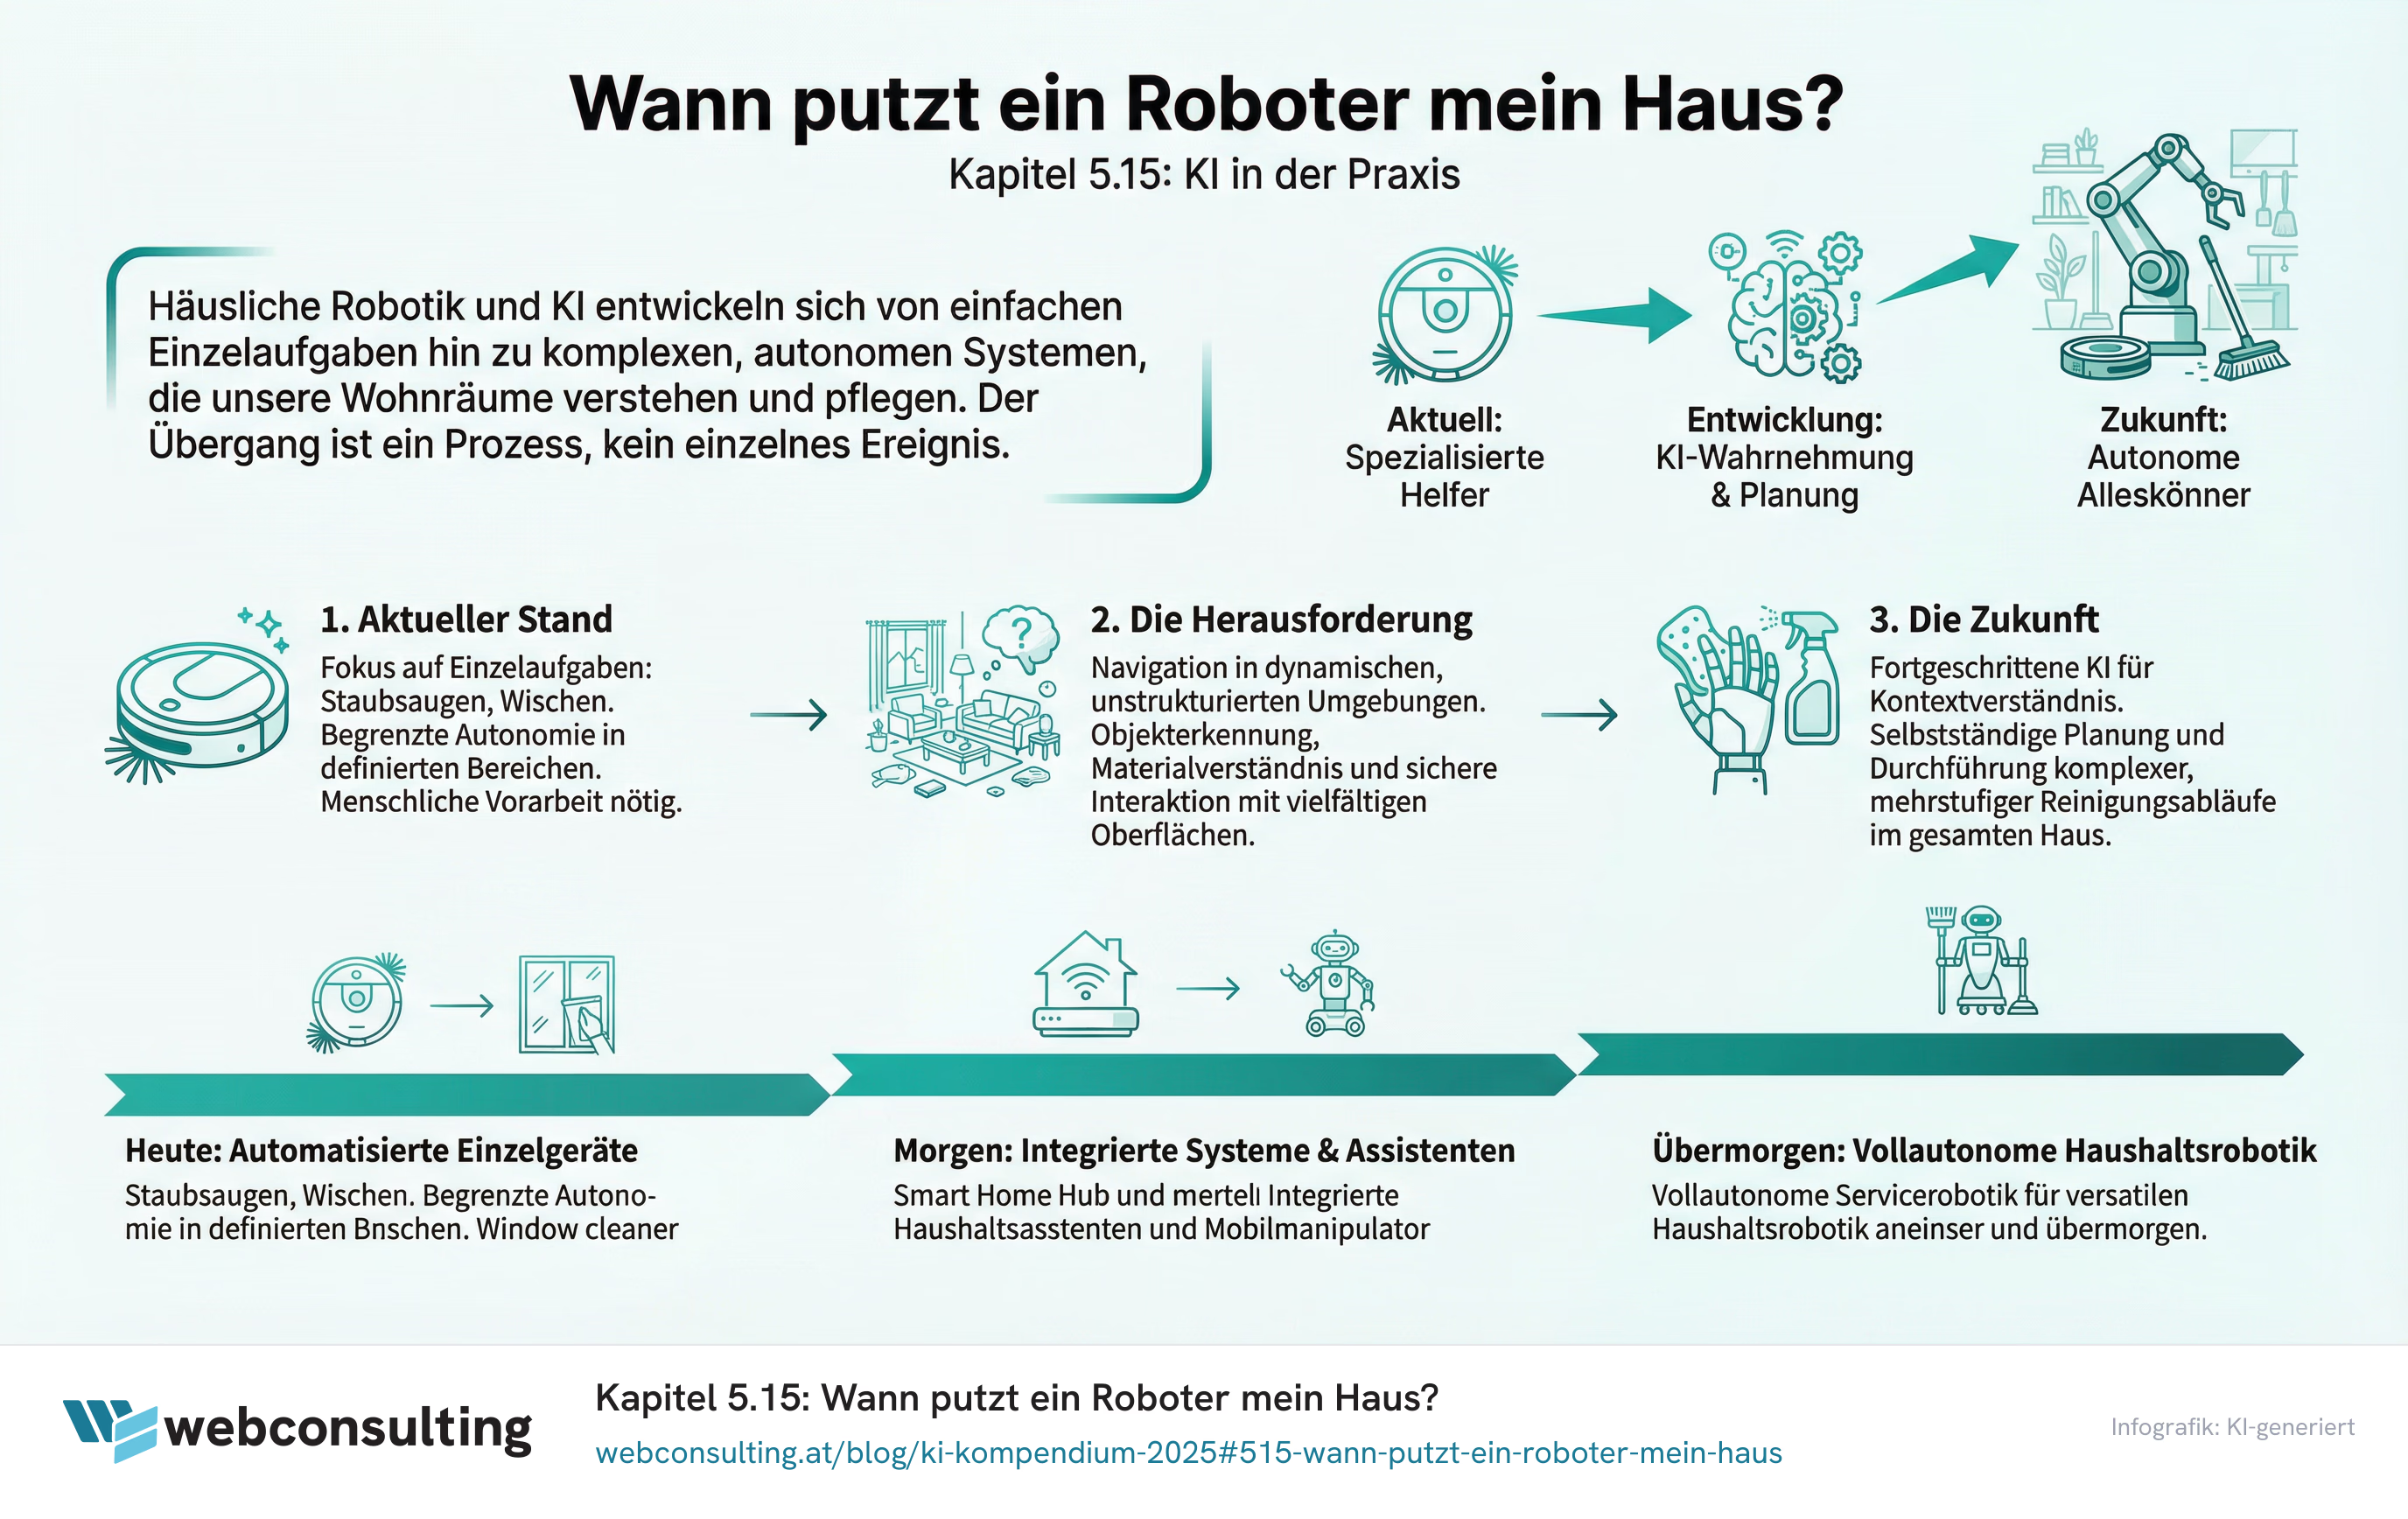 Wann putzt ein Roboter mein Haus?
Kapitel 5.15: KI in der Praxis
Häusliche Robotik und KI entwickeln sich von einfachen
Einzelaufgaben hin zu komplexen, autonomen Systemen,
die unsere Wohnräume verstehen und pflegen. Der
Übergang ist ein Prozess, kein einzelnes Ereignis.
Aktuell:
Spezialisierte
Helfer
Entwicklung:
KI-Wahrnehmung
& Planung
Zukunft:
Autonome
Alleskönner
1. Aktueller Stand
Fokus auf Einzelaufgaben:
Staubsaugen, Wischen.
Begrenzte Autonomie in
definierten Bereichen.
Menschliche Vorarbeit nötig.
?
2. Die Herausforderung
Navigation in dynamischen,
unstrukturierten Umgebungen.
Objekterkennung,
Materialverständnis und sichere
Interaktion mit vielfältigen
Oberflächen.
3. Die Zukunft
Fortgeschrittene KI für
Kontextverständnis.
Selbstständige Planung und
Durchführung komplexer,
mehrstufiger Reinigungsabläufe
im gesamten Haus.
Heute: Automatisierte Einzelgeräte
Staubsaugen, Wischen. Begrenzte Autono-
mie in definierten Bnschen. Window cleaner
Morgen: Integrierte Systeme & Assistenten
Smart Home Hub und mertelı Integrierte
Haushaltsasstenten und Mobilmanipulator
Übermorgen: Vollautonome Haushaltsrobotik
Vollautonome Servicerobotik für versatilen
Haushaltsrobotik aneinser und übermorgen.
webconsulting
Kapitel 5.15: Wann putzt ein Roboter mein Haus?
webconsulting.at/blog/ki-kompendium-2025#515-wann-putzt-ein-roboter-mein-haus
Infografik: KI-generiert